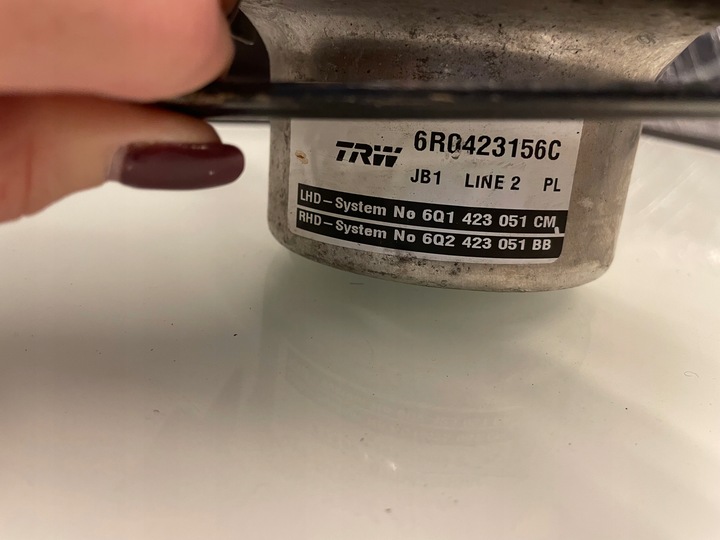 TRW 6R0423156C
JB1 LINE 2 PL
LHD-System No 6Q1 423 051 CM
RHD-System No 6Q2 423 051 BB